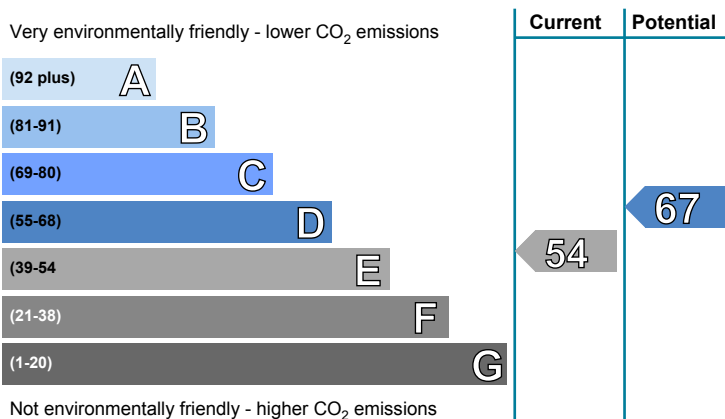 Current Potential
Very environmentally friendly - lower CO2 emissions
(92 plus) A
(81-91) B
(69-80) C
(55-68) D
67
(39-54 E
54
(21-38) F
(1-20) G
Not environmentally friendly - higher CO2 emissions